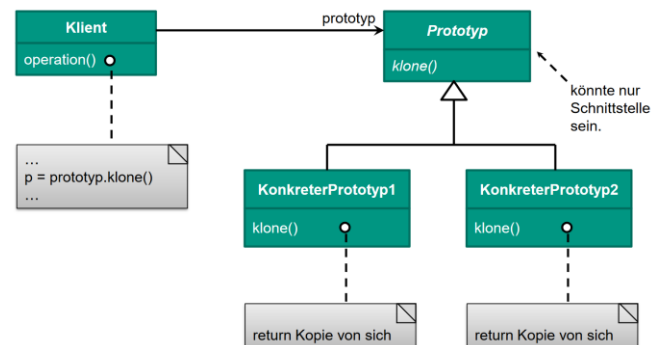 Klient
operation()
…
p = prototyp.klone()
…
prototyp
Prototyp
klone()
könnte nur
Schnittstelle
sein.
KonkreterPrototyp1
klone()
return Kopie von sich
KonkreterPrototyp2
klone()
return Kopie von sich